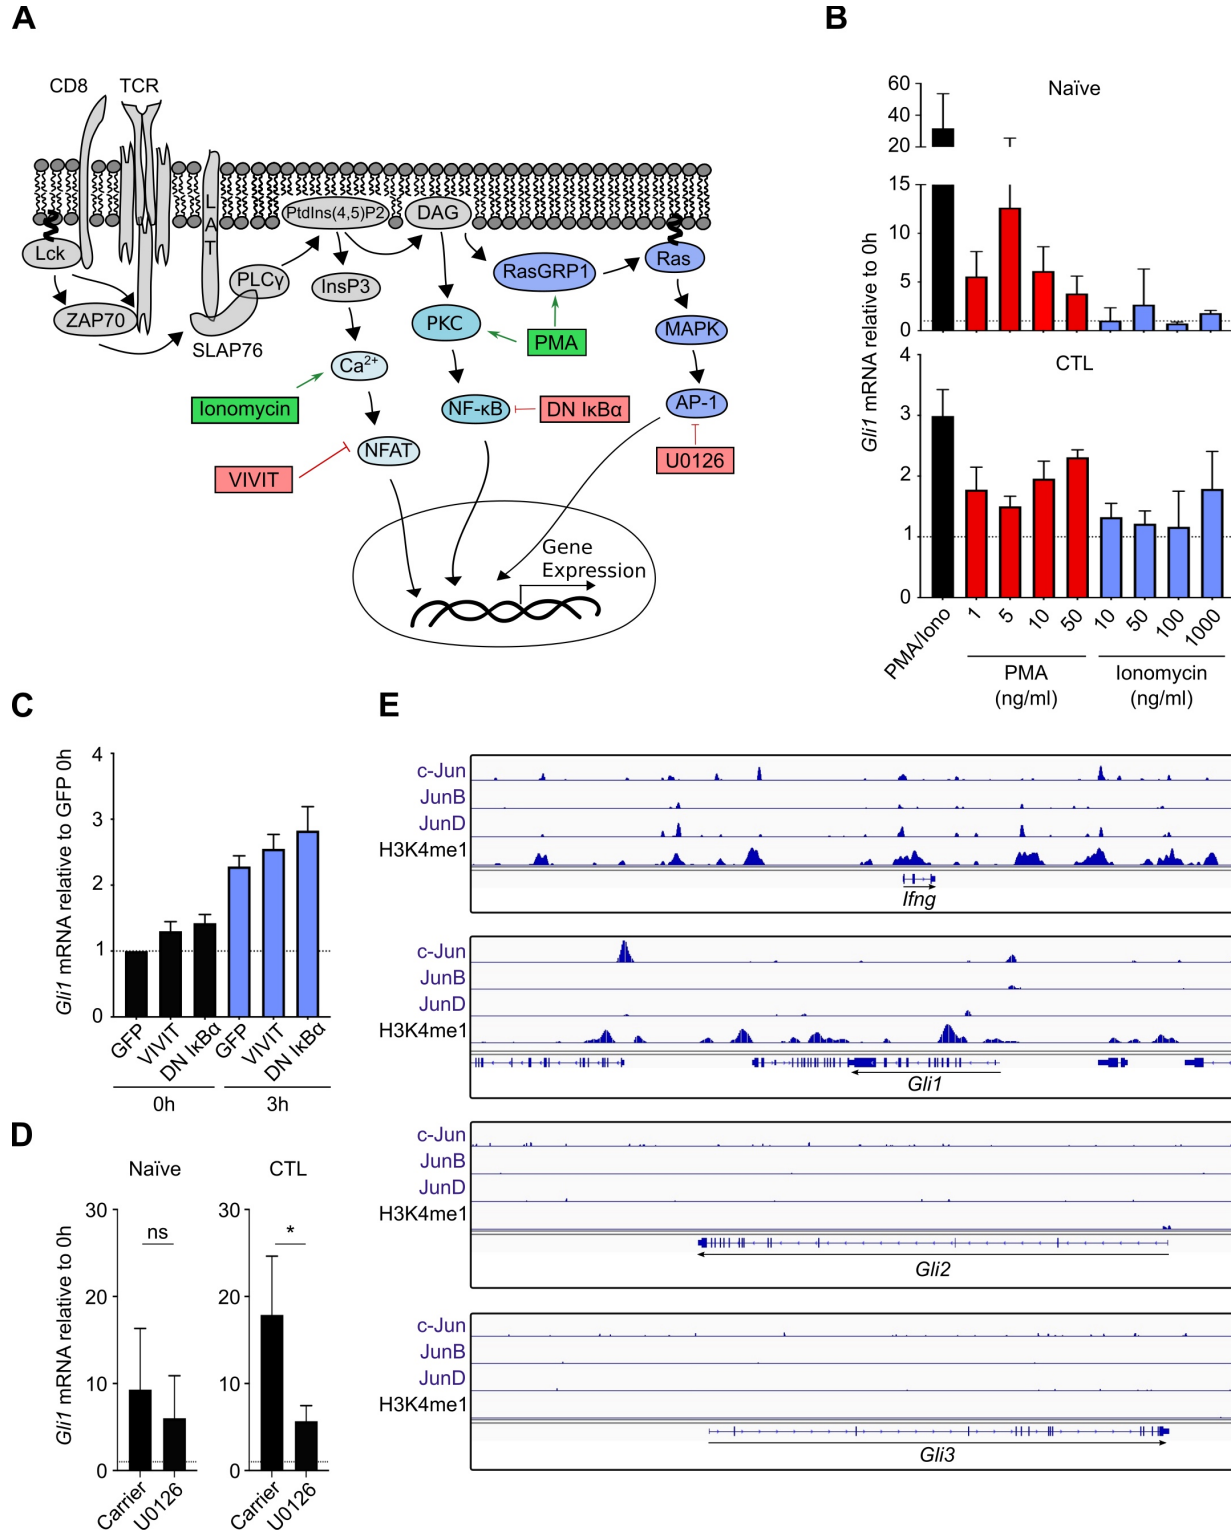 A
CD8
TCR
LAT
PtdIns(4,5)P2
DAG
Lck
PLCγ
InsP3
RasGRP1
Ras
ZAP70
SLAP76
PKC
PMA
MAPK
Ca2+
Ionomycin
NF-κB
DN IκBα
AP-1
NFAT
VIVIT
U0126
Gene
Expression
B
Naïve
60
40
20
15
10
5
0
Gli1 mRNA relative to 0h
CTL
4
3
2
1
0
PMA/Iono
1
5
10
50
10
50
100
1000
PMA
(ng/ml)
Ionomycin
(ng/ml)
C
Gli1 mRNA relative to GFP 0h
4
3
2
1
0
GFP
VIVIT
DN IκBα
GFP
VIVIT
DN IκBα
0h
3h
D
Naïve
CTL
Gli1 mRNA relative to 0h
30
20
10
0
ns
Carrier
U0126
30
20
10
0
*
Carrier
U0126
E
c-Jun
JunB
JunD
H3K4me1
Ifng
c-Jun
JunB
JunD
H3K4me1
Gli1
c-Jun
JunB
JunD
H3K4me1
Gli2
c-Jun
JunB
JunD
H3K4me1
Gli3